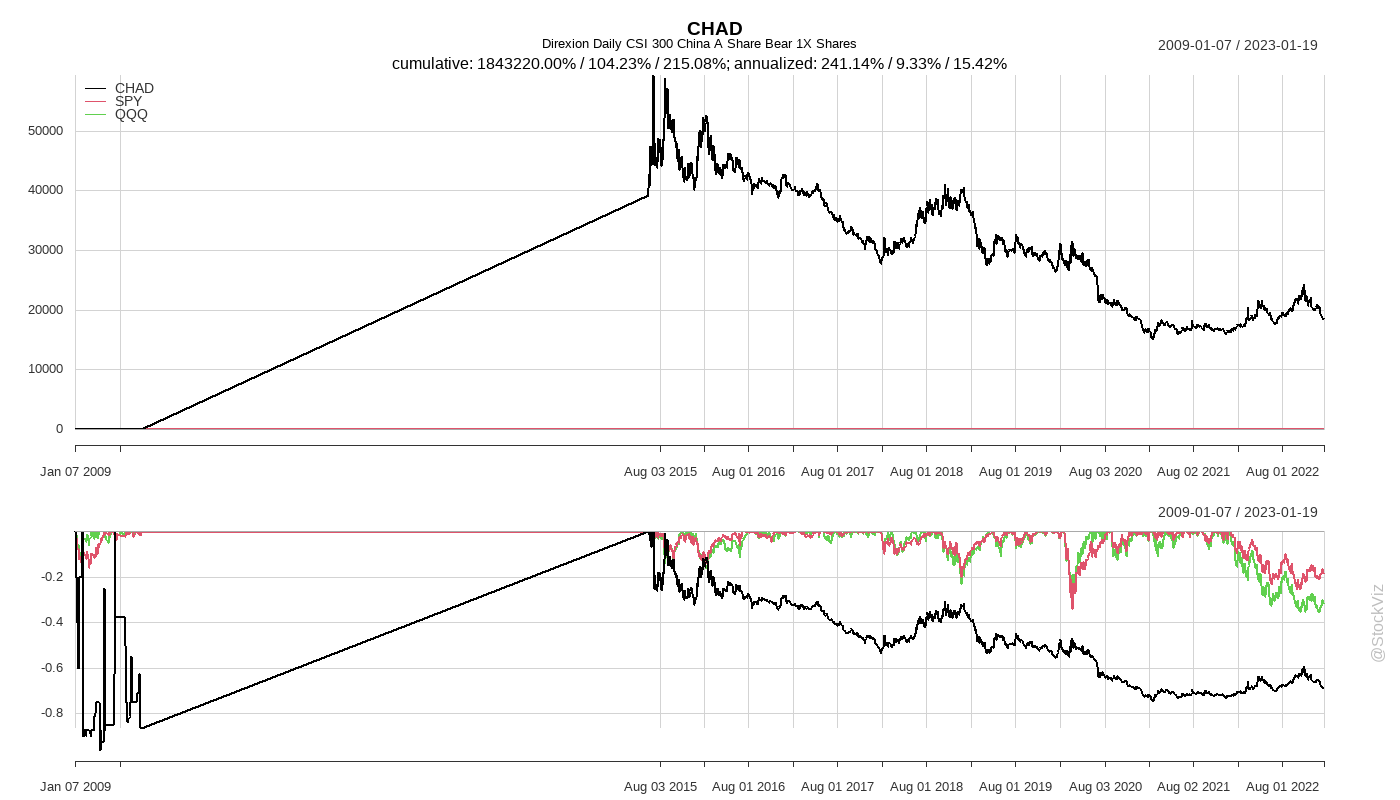 CHAD
Direxion Daily CSI 300 China A Share Bear 1X Shares
2009-01-07 / 2023-01-19
cumulative: 1843220.00% / 104.23% / 215.08%; annualized: 241.14% / 9.33% / 15.42%
CHAD
SPY
QQQ
50000
40000
30000
20000
10000
0
Jan 07 2009 Aug 03 2015 Aug 01 2016 Aug 01 2017 Aug 01 2018 Aug 01 2019 Aug 03 2020 Aug 02 2021 Aug 01 2022
2009-01-07 / 2023-01-19
-0.2
-0.4
-0.6
-0.8
Jan 07 2009 Aug 03 2015 Aug 01 2016 Aug 01 2017 Aug 01 2018 Aug 01 2019 Aug 03 2020 Aug 02 2021 Aug 01 2022
@StockViz